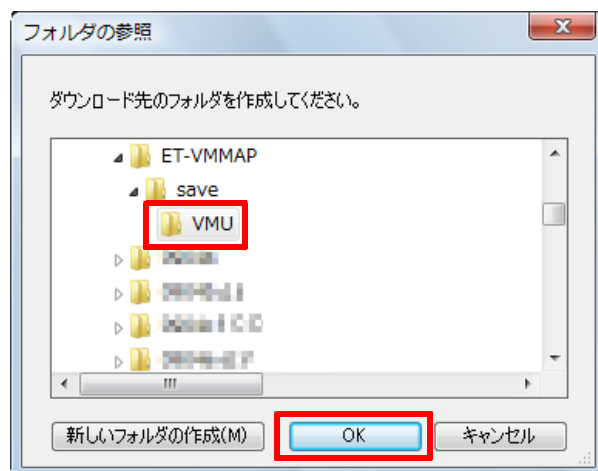 フォルダの参照
ダウンロード先のフォルダを作成してください。
ET-VMMAP
save
VMU
新しいフォルダの作成(M)
OK
キャンセル